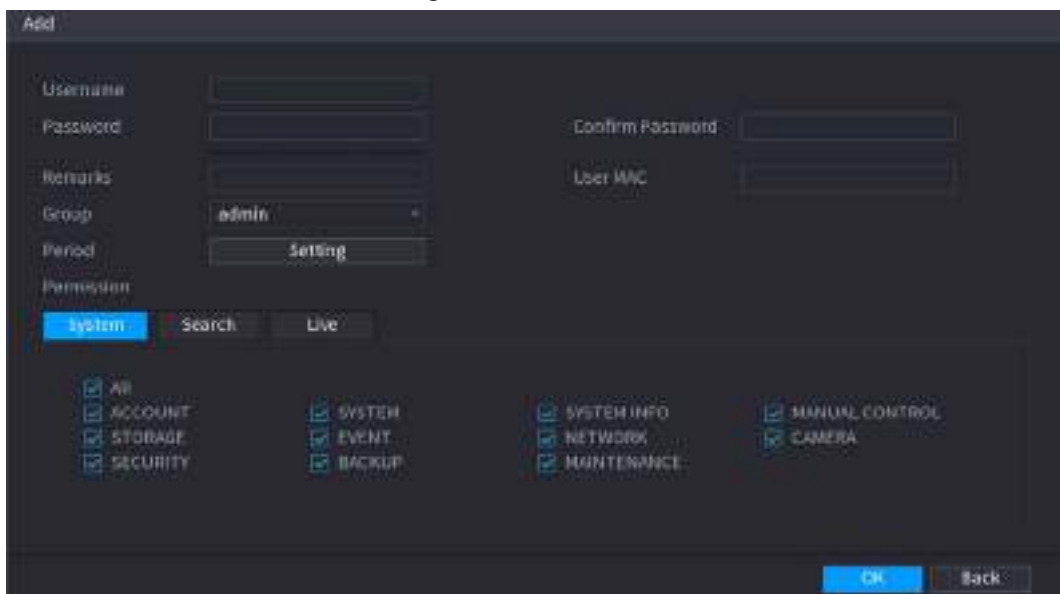 Add
Username
Password Confirm Password
Remarks User MAC
Group admin
Period Setting
Permission
System Search Live
All
ACCOUNT SYSTEM SYSTEM INFO MANUAL CONTROL
STORAGE EVENT NETWORK CAMERA
SECURITY BACKUP MAINTENANCE
OK Back